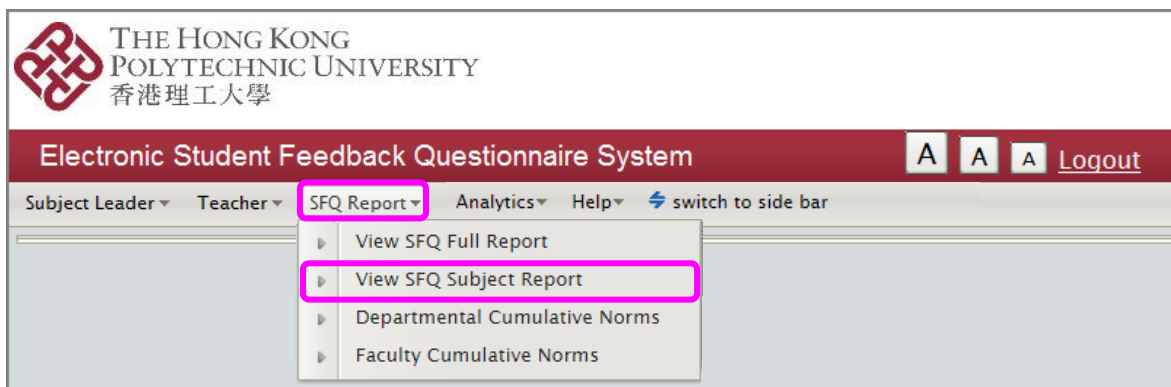 THE HONG KONG
POLYTECHNIC UNIVERSITY
香港理工大學
Electronic Student Feedback Questionnaire System A A A Logout
Subject Leader Teacher SFQ Report Analytics Help switch to side bar
View SFQ Full Report
View SFQ Subject Report
Departmental Cumulative Norms
Faculty Cumulative Norms